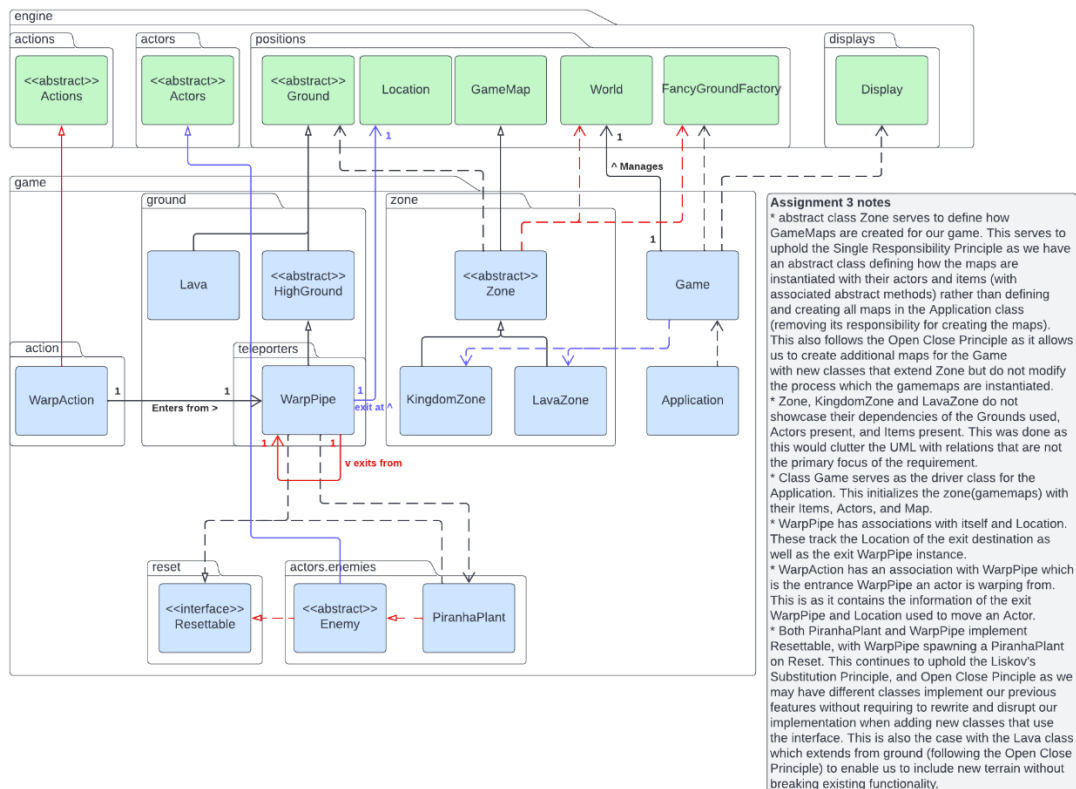 engine
actions
actors
positions
displays
<<abstract>>
Actions
<<abstract>>
Actors
<<abstract>>
Ground
Location
GameMap
World
FancyGroundFactory
Display
1
1
^ Manages
game
ground
zone
Lava
<<abstract>>
HighGround
<<abstract>>
Zone
1
Game
action
teleporters
WarpAction
1
Enters from >
1
WarpPipe
1
exit at ^
KingdomZone
LavaZone
Application
1
1
v exits from
reset
actors.enemies
<<interface>>
Resettable
<<abstract>>
Enemy
PiranhaPlant
Assignment 3 notes
* abstract class Zone serves to define how
GameMaps are created for our game. This serves to
uphold the Single Responsibility Principle as we have
an abstract class defining how the maps are
instantiated with their actors and items (with
associated abstract methods) rather than defining
and creating all maps in the Application class
(removing its responsibility for creating the maps).
This also follows the Open Close Principle as it allows
us to create additional maps for the Game
with new classes that extend Zone but do not modify
the process which the gamemaps are instantiated.
* Zone, KingdomZone and LavaZone do not
showcase their dependencies of the Grounds used,
Actors present, and Items present. This was done as
this would clutter the UML with relations that are not
the primary focus of the requirement.
* Class Game serves as the driver class for the
Application. This initializes the zone(gamemaps) with
their Items, Actors, and Map.
* WarpPipe has associations with itself and Location.
These track the Location of the exit destination as
well as the exit WarpPipe instance.
* WarpAction has an association with WarpPipe which
is the entrance WarpPipe an actor is warping from.
This is as it contains the information of the exit
WarpPipe and Location used to move an Actor.
* Both PiranhaPlant and WarpPipe implement
Resettable, with WarpPipe spawning a PiranhaPlant
on Reset. This continues to uphold the Liskov's
Substitution Principle, and Open Close Pinciple as we
may have different classes implement our previous
features without requiring to rewrite and disrupt our
implementation when adding new classes that use
the interface. This is also the case with the Lava class
which extends from ground (following the Open Close
Principle) to enable us to include new terrain without
breaking existing functionality.